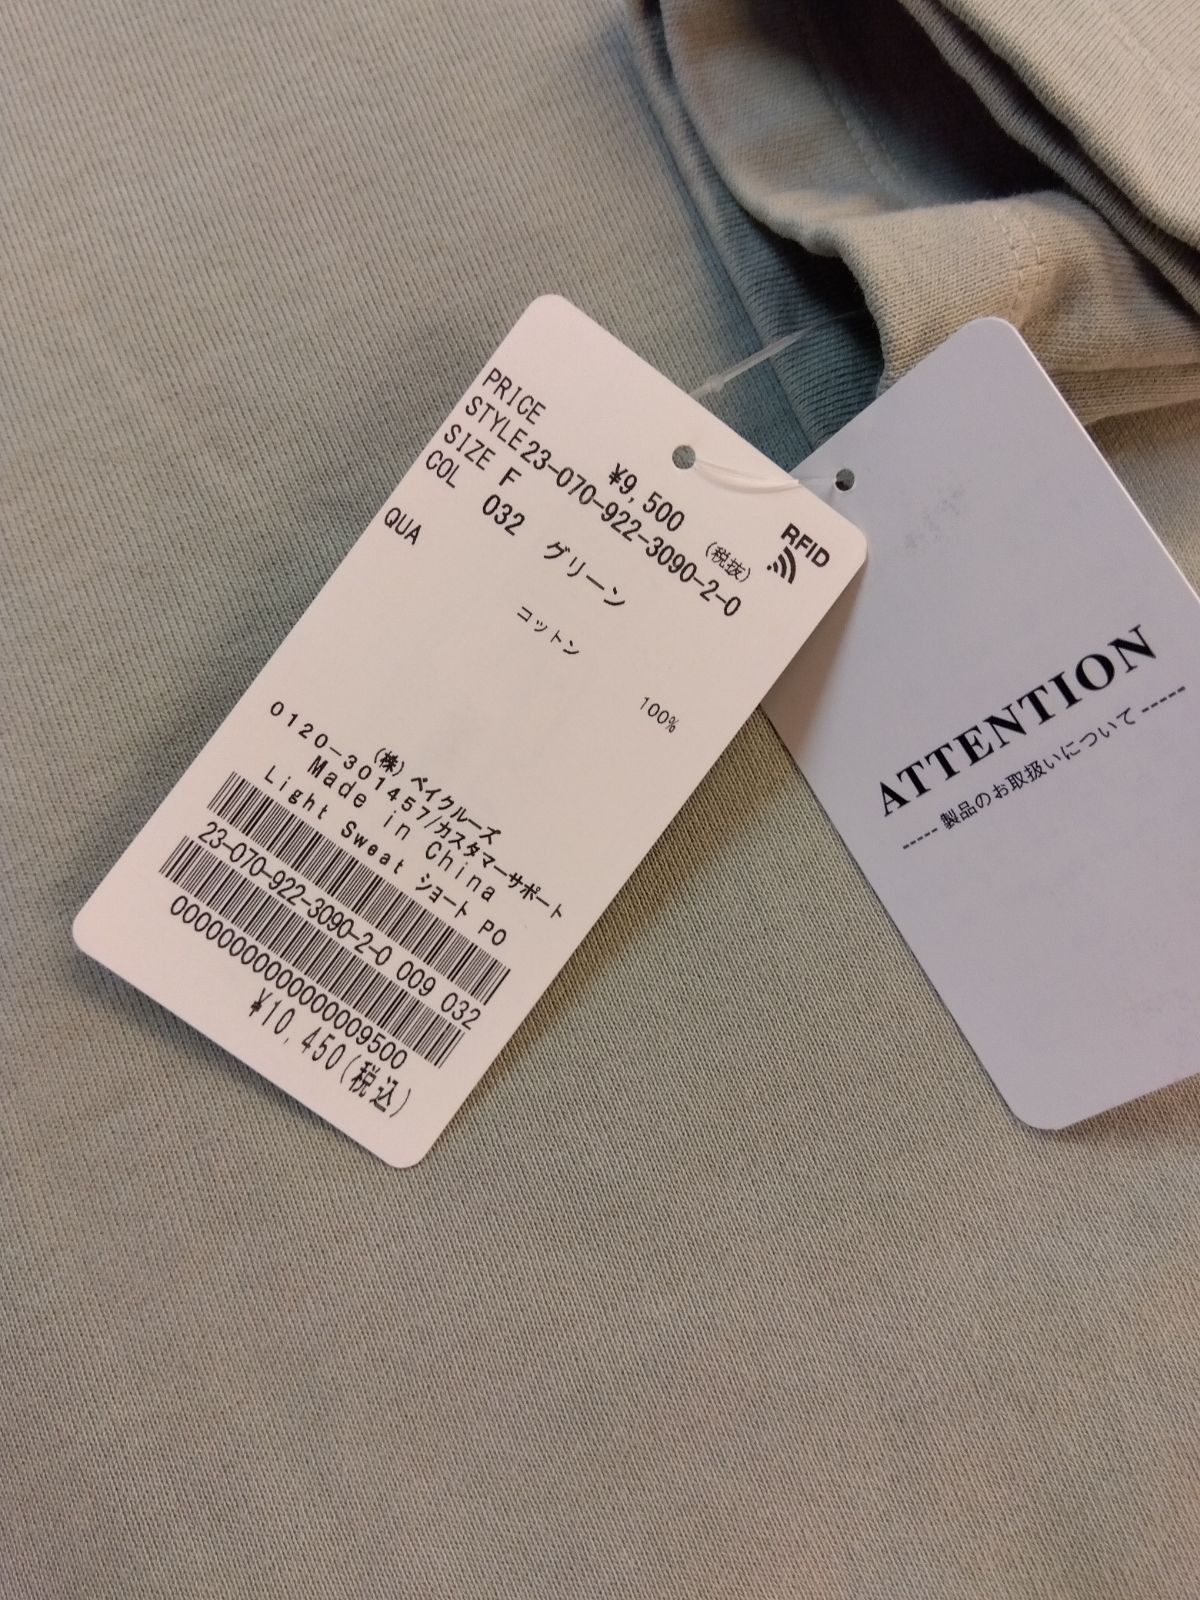 PRICE ¥9,500 (税抜)
STYLE23-070-922-3090-2-0
SIZE F
COL 032 グリーン
QUA コットン 100%
(株) ベイクルーズ
0120-301457/カスタマーサポート
Made in China
Light Sweat ショート PO
23-070-922-3090-2-0 009 032
0000000000000009500
¥10,450(税込)
RFID
ATTENTION
----- 製品のお取扱いについて -----